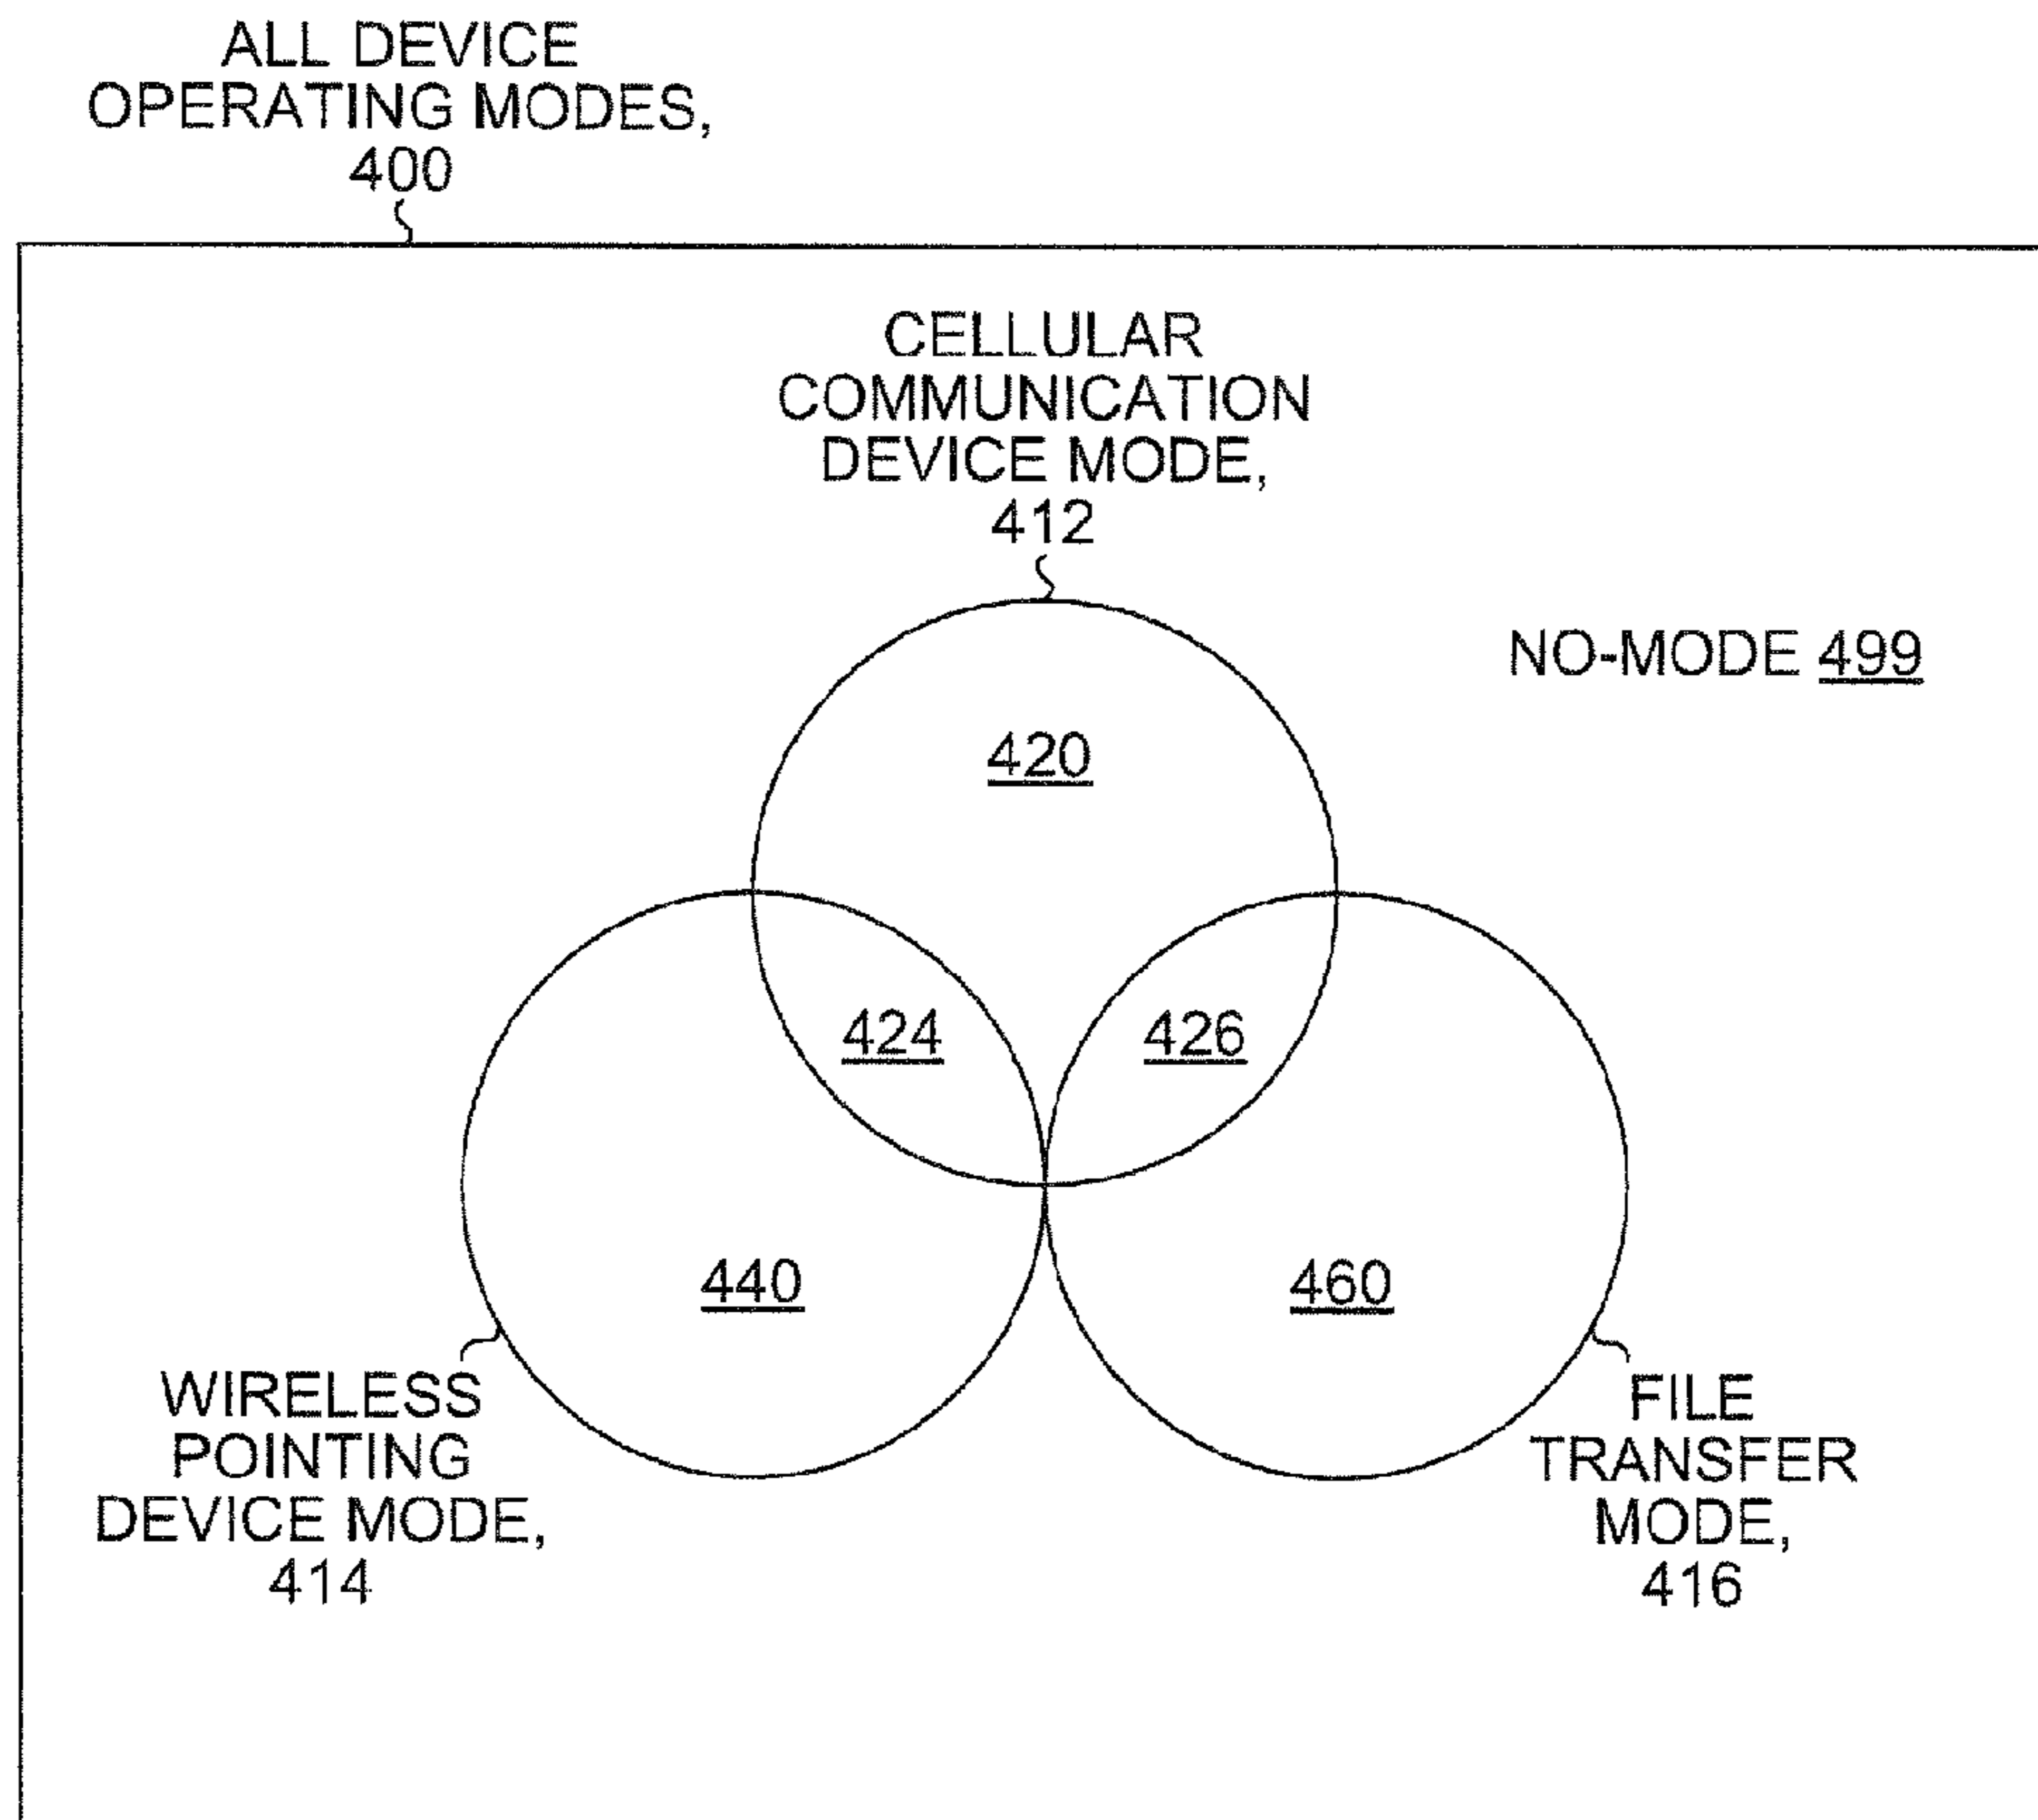 ALL DEVICE
OPERATING MODES,
400
CELLULAR
COMMUNICATION
DEVICE MODE,
412
NO-MODE 499
420
424
426
440
460
WIRELESS
POINTING
DEVICE MODE,
414
FILE
TRANSFER
MODE,
416